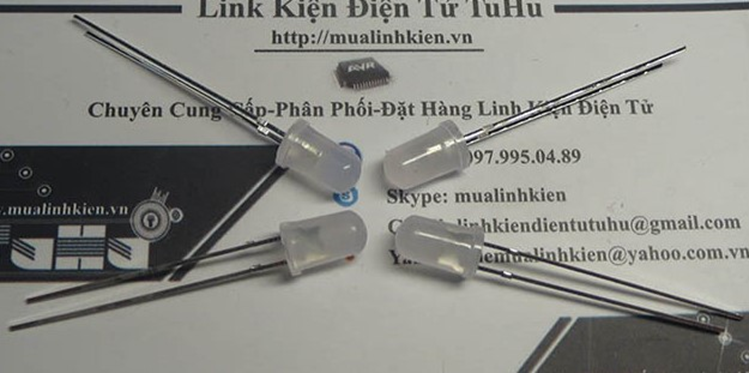 Link Kiện Điện Tử TuHu
http://mualinhkien.vn
Chuyên Cung Cấp-Phân Phối-Đặt Hàng Linh Kiện Điện Tử
097.995.04.89
Skype: mualinhkien
linhkiendientutuhu@gmail.com
mualinhkien@yahoo.com.vn
.mualinhkien.vn